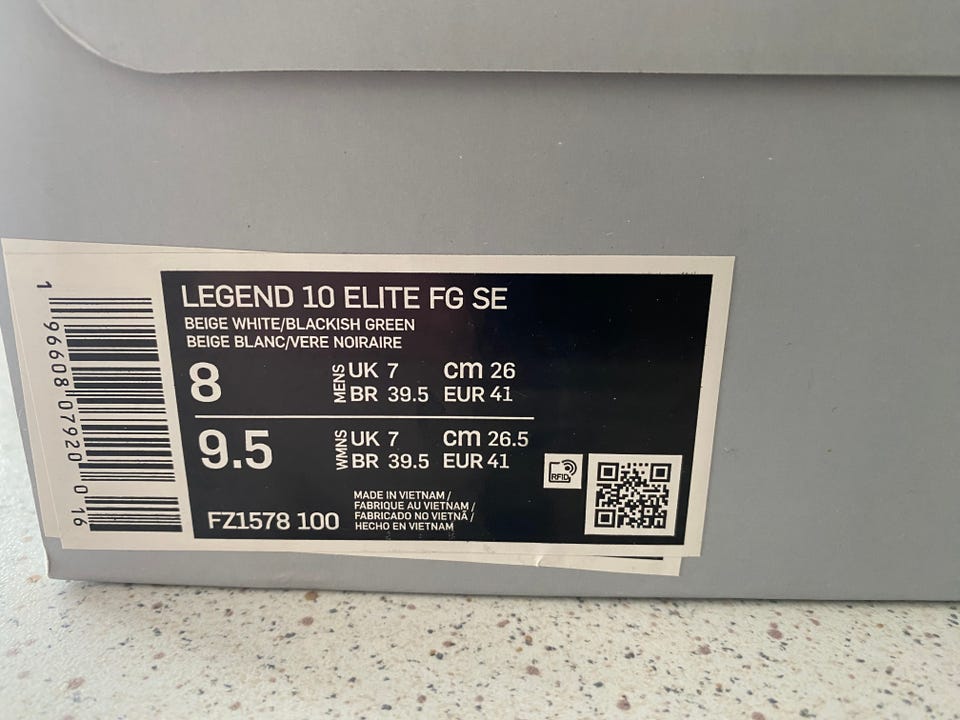 LEGEND 10 ELITE FG SE
BEIGE WHITE/BLACKISH GREEN
BEIGE BLANC/VERE NOIRAIRE
8 MENS UK 7 cm 26
BR 39.5 EUR 41
9.5 WMNS UK 7 cm 26.5
BR 39.5 EUR 41
RFID
FZ1578 100
MADE IN VIETNAM /
FABRIQUE AU VIETNAM /
FABRICADO NO VIETNÃ /
HECHO EN VIETNAM
1 96608 07920 0 16